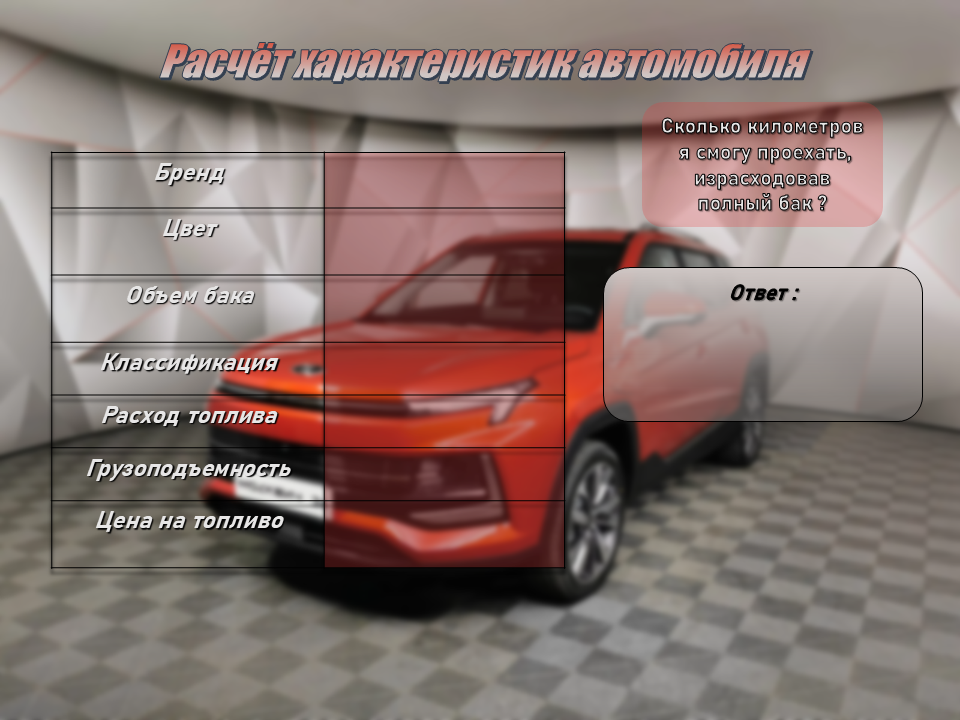 Расчёт характеристик автомобиля
Сколько километров
я смогу проехать,
израсходовав
полный бак ?
Бренд
Цвет
Объем бака
Классификация
Расход топлива
Грузоподъемность
Цена на топливо
Ответ :